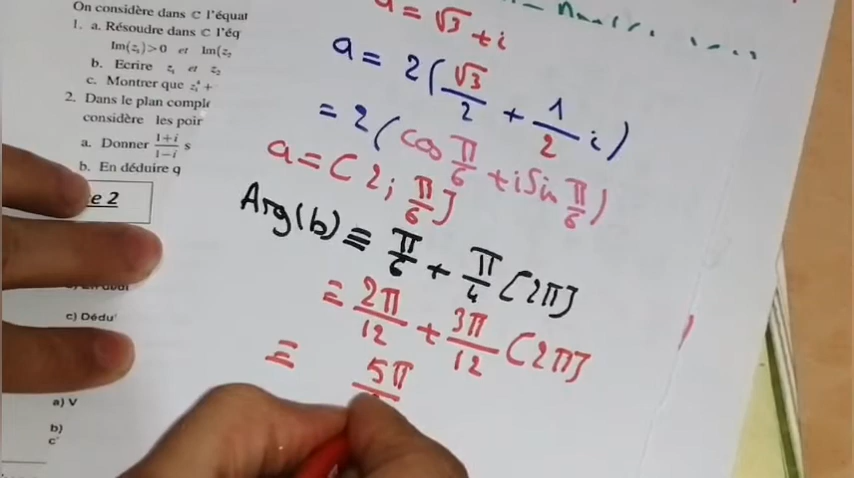 On considère dans C l'équat
1. a. Résoudre dans C l'éq
Im(z₁)>0 et Im(z₂
b. Ecrire z₁ et z₂
c. Montrer que z₁⁴ +
2. Dans le plan comple
considère les poir
a. Donner (1+i)/(1−i) s
b. En déduire q
e 2
c) Dédu'
a) V
b)
c'
a = √3 + i
a = 2(√3/2 + 1/2 i)
= 2(cos π/6 + i Sin π/6)
a = [2; π/6]
Arg(b) ≡ π/6 + π/4 [2π]
≡ 2π/12 + 3π/12 [2π]
≡ 5π